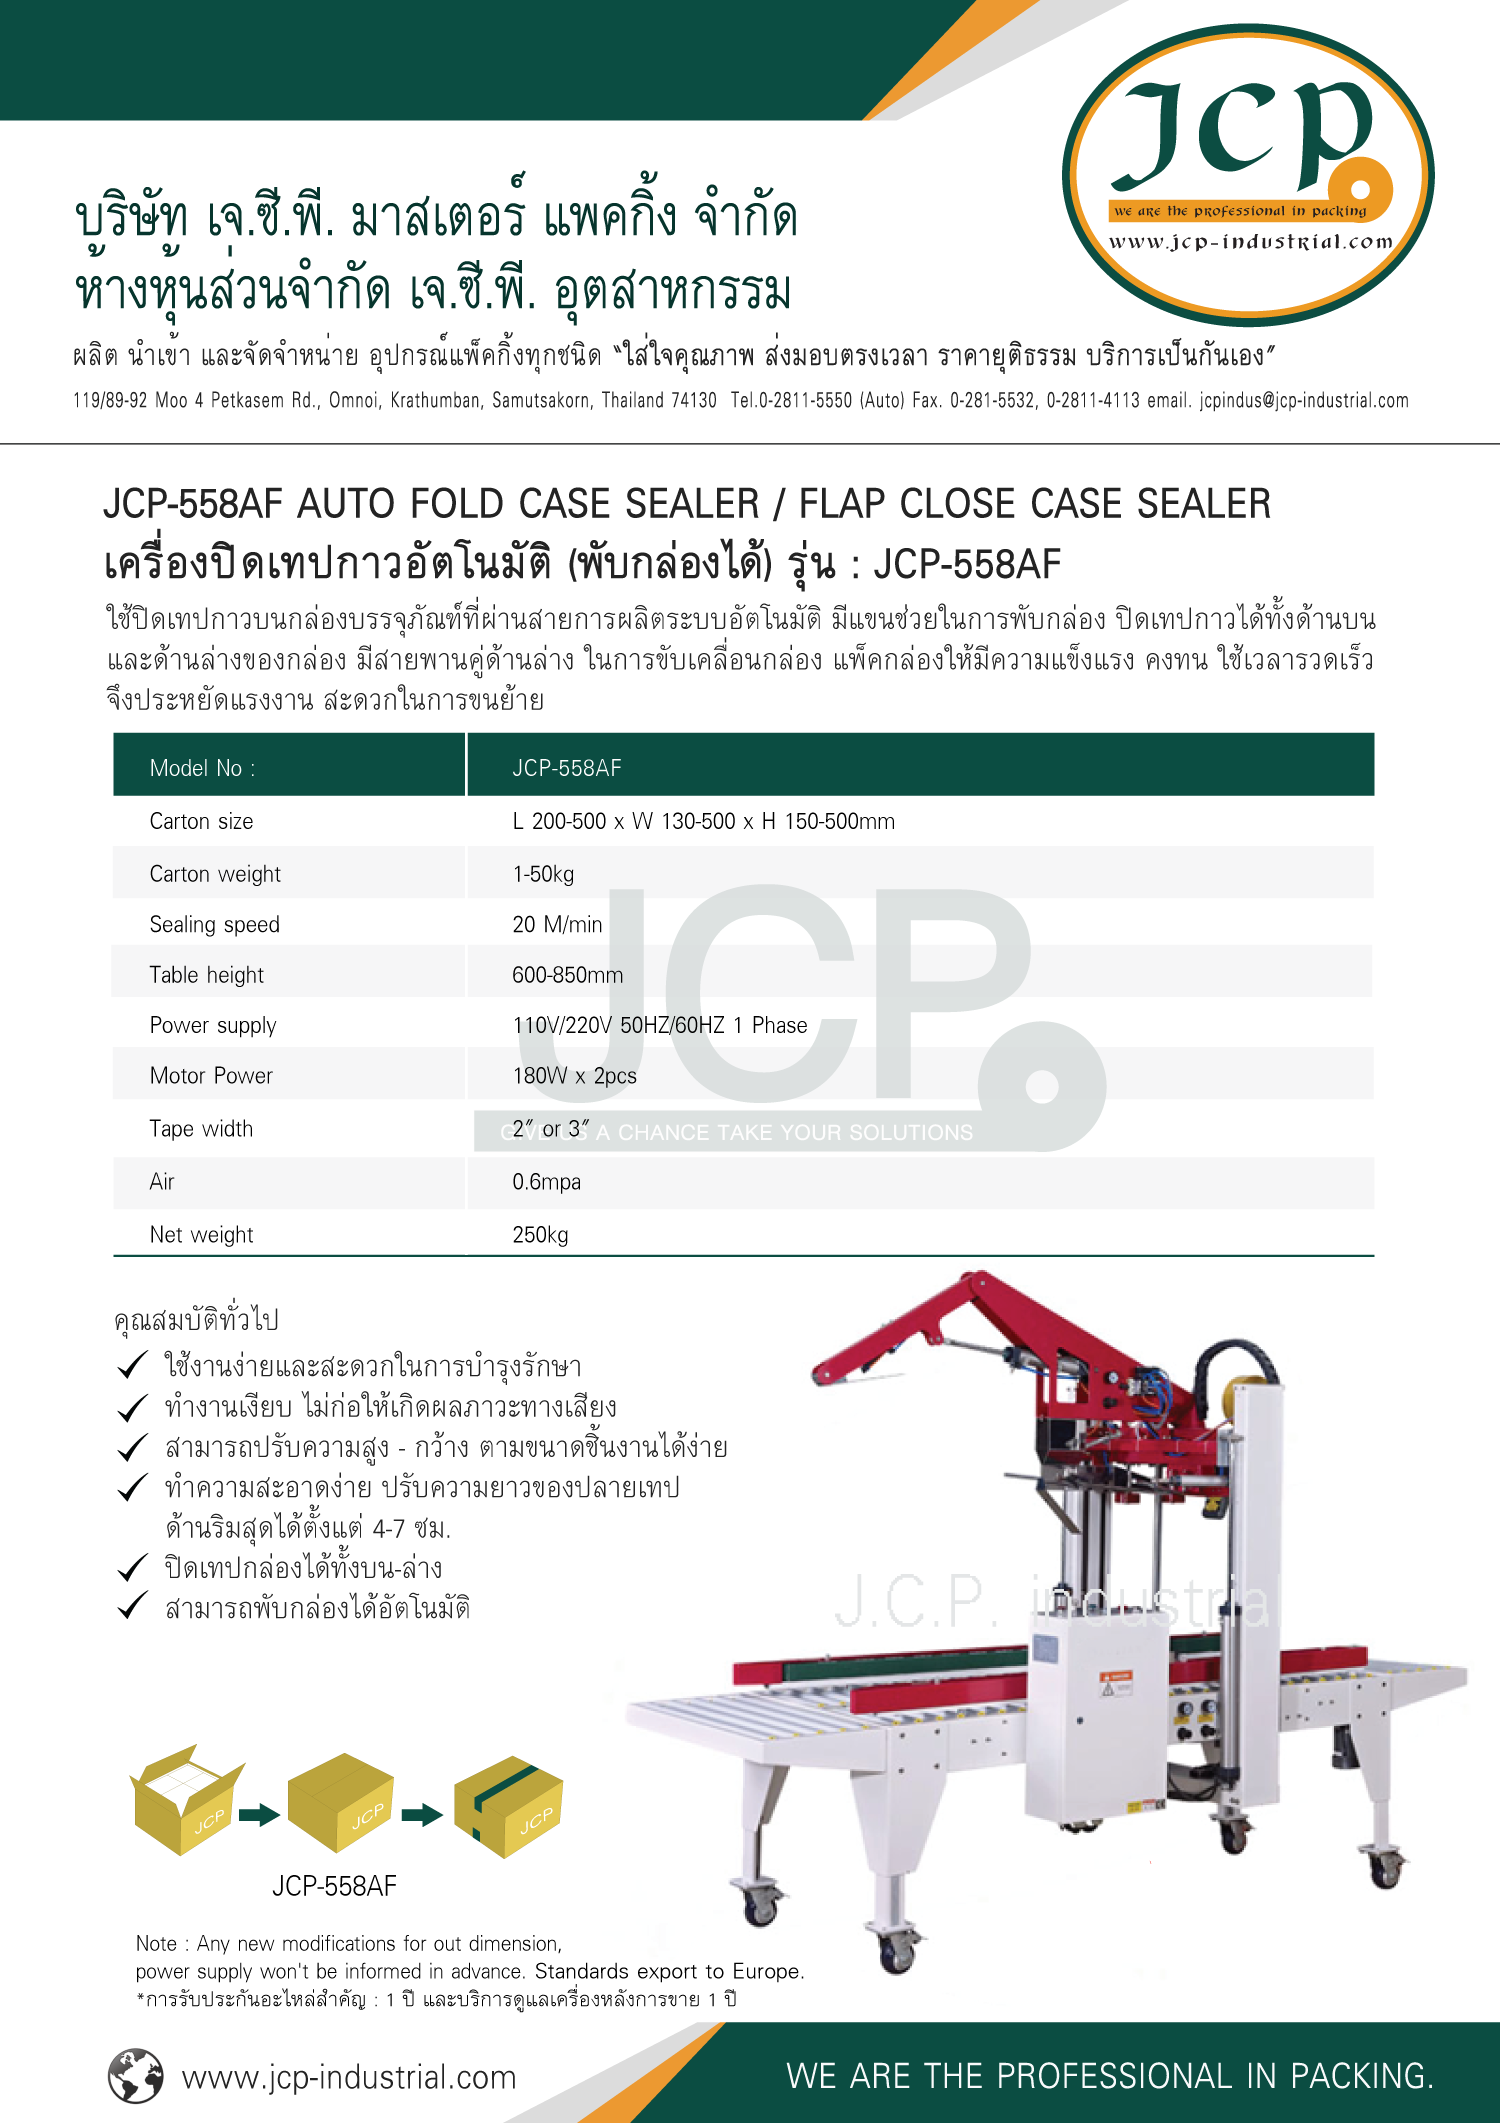 JCP
we are the professional in packing
www.jcp-industrial.com
บริษัท เจ.ซี.พี. มาสเตอร์ แพคกิ้ง จำกัด
ห้างหุ้นส่วนจำกัด เจ.ซี.พี. อุตสาหกรรม
ผลิต นำเข้า และจัดจำหน่าย อุปกรณ์แพ็คกิ้งทุกชนิด "ใส่ใจคุณภาพ ส่งมอบตรงเวลา ราคายุติธรรม บริการเป็นกันเอง"
119/89-92 Moo 4 Petkasem Rd., Omnoi, Krathumban, Samutsakorn, Thailand 74130 Tel.0-2811-5550 (Auto) Fax. 0-281-5532, 0-2811-4113 email. jcpindus@jcp-industrial.com
JCP-558AF AUTO FOLD CASE SEALER / FLAP CLOSE CASE SEALER
เครื่องปิดเทปกาวอัตโนมัติ (พับกล่องได้) รุ่น : JCP-558AF
ใช้ปิดเทปกาวบนกล่องบรรจุภัณฑ์ที่ผ่านสายการผลิตระบบอัตโนมัติ มีแขนช่วยในการพับกล่อง ปิดเทปกาวได้ทั้งด้านบน
และด้านล่างของกล่อง มีสายพานคู่ด้านล่าง ในการขับเคลื่อนกล่อง แพ็คกล่องให้มีความแข็งแรง คงทน ใช้เวลารวดเร็ว
จึงประหยัดแรงงาน สะดวกในการขนย้าย
Model No : JCP-558AF
Carton size L 200-500 x W 130-500 x H 150-500mm
Carton weight 1-50kg
Sealing speed 20 M/min
Table height 600-850mm
Power supply 110V/220V 50HZ/60HZ 1 Phase
Motor Power 180W x 2pcs
Tape width 2" or 3"
Air 0.6mpa
Net weight 250kg
JCP
GIVE US A CHANCE TAKE YOUR SOLUTIONS
คุณสมบัติทั่วไป
ใช้งานง่ายและสะดวกในการบำรุงรักษา
ทำงานเงียบ ไม่ก่อให้เกิดผลภาวะทางเสียง
สามารถปรับความสูง - กว้าง ตามขนาดชิ้นงานได้ง่าย
ทำความสะอาดง่าย ปรับความยาวของปลายเทป
ด้านริมสุดได้ตั้งแต่ 4-7 ซม.
ปิดเทปกล่องได้ทั้งบน-ล่าง
สามารถพับกล่องได้อัตโนมัติ
J.C.P. industrial
JCP
JCP
JCP
JCP-558AF
Note : Any new modifications for out dimension,
power supply won't be informed in advance. Standards export to Europe.
*การรับประกันอะไหล่สำคัญ : 1 ปี และบริการดูแลเครื่องหลังการขาย 1 ปี
www.jcp-industrial.com
WE ARE THE PROFESSIONAL IN PACKING.